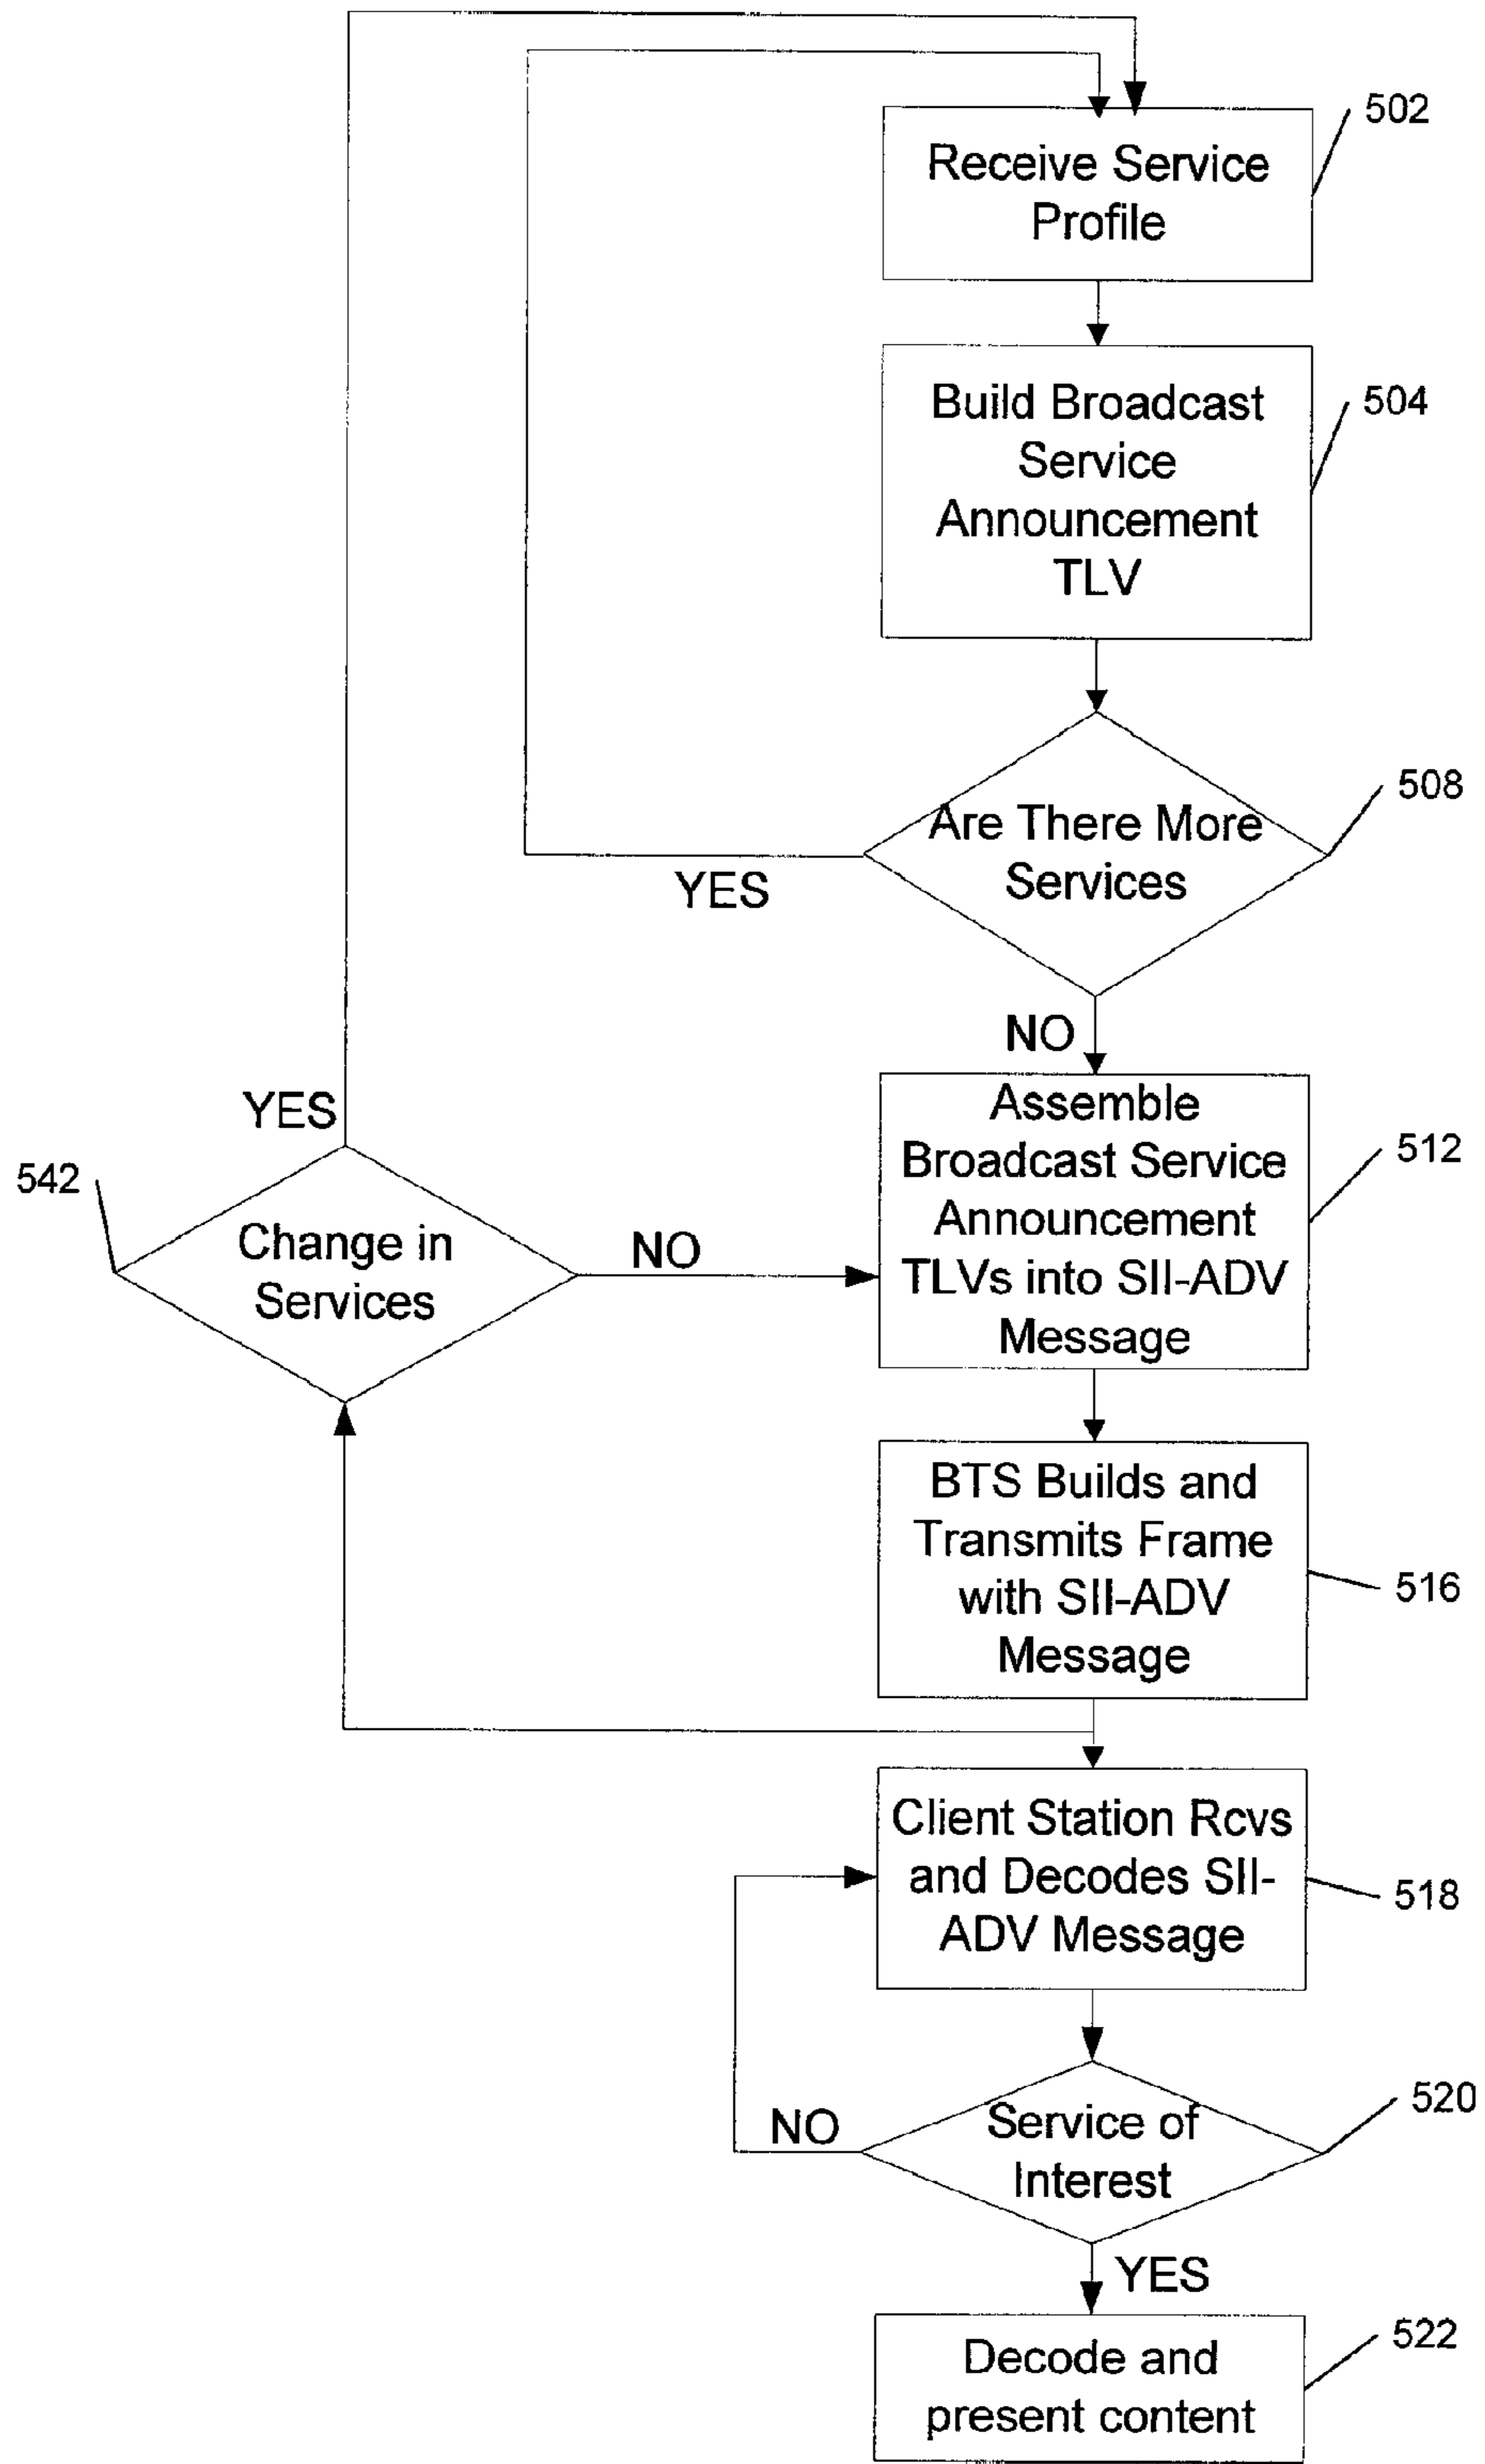 Receive Service
Profile
502
Build Broadcast
Service
Announcement
TLV
504
Are There More
Services
508
YES
NO
Assemble
Broadcast Service
Announcement
TLVs into SII-ADV
Message
512
YES
542
Change in
Services
NO
BTS Builds and
Transmits Frame
with SII-ADV
Message
516
Client Station Rcvs
and Decodes SII-
ADV Message
518
Service of
Interest
520
NO
YES
Decode and
present content
522